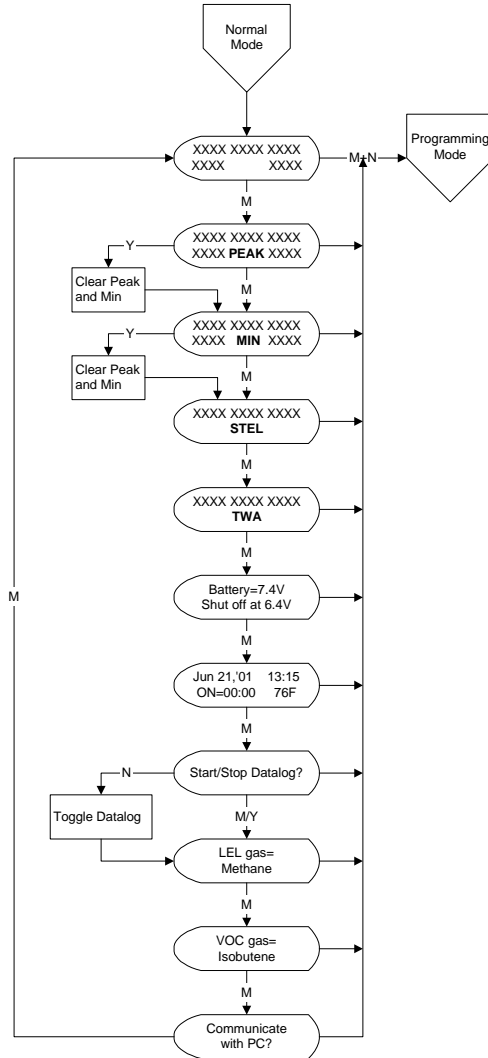 Normal
Mode
XXXX XXXX XXXX
XXXX XXXX
M+N
Programming
Mode
M
Y
XXXX XXXX XXXX
XXXX PEAK XXXX
Clear Peak
and Min
M
Y
XXXX XXXX XXXX
XXXX MIN XXXX
Clear Peak
and Min
M
XXXX XXXX XXXX
STEL
M
XXXX XXXX XXXX
TWA
M
M
Battery=7.4V
Shut off at 6.4V
M
Jun 21,'01 13:15
ON=00:00 76F
M
N
Start/Stop Datalog?
Toggle Datalog
M/Y
LEL gas=
Methane
M
VOC gas=
Isobutene
M
Communicate
with PC?